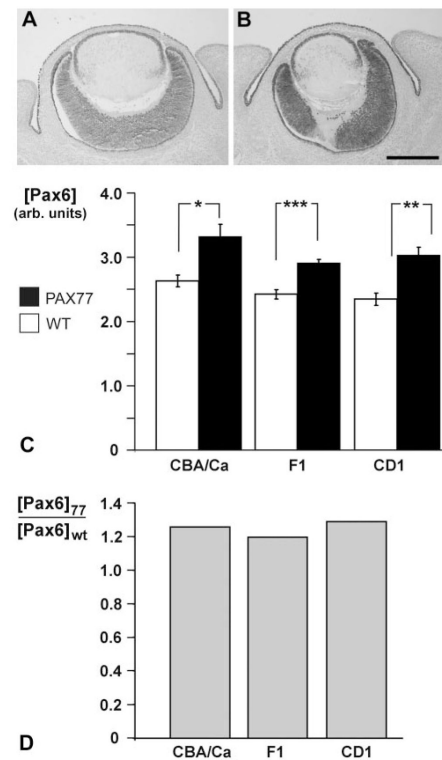 A
B
[Pax6]
(arb. units)
4.0
3.0
2.5
2.0
1.0
0
PAX77
WT
*
***
**
C
CBA/Ca
F1
CD1
[Pax6]77
[Pax6]wt
1.4
1.2
1.0
0.8
0.6
0.4
0.2
0
D
CBA/Ca
F1
CD1